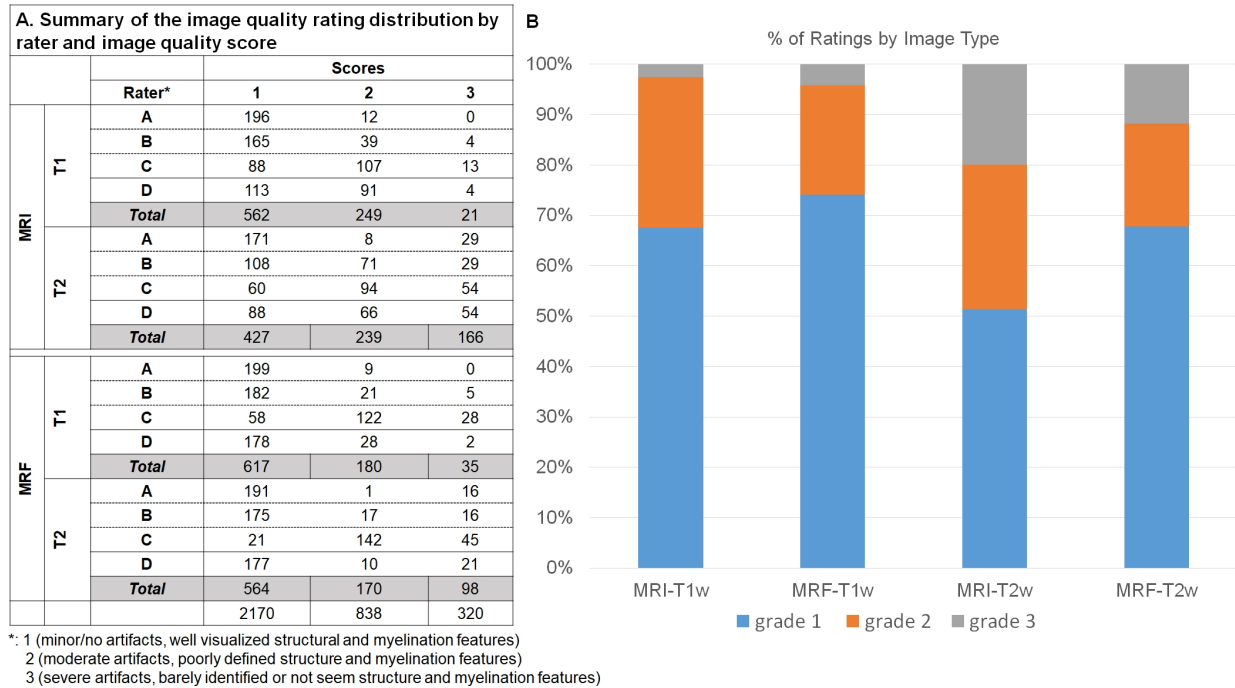 A. Summary of the image quality rating distribution by
rater and image quality score
Scores
Rater* 1 2 3
MRI
T1
A 196 12 0
B 165 39 4
C 88 107 13
D 113 91 4
Total 562 249 21
T2
A 171 8 29
B 108 71 29
C 60 94 54
D 88 66 54
Total 427 239 166
MRF
T1
A 199 9 0
B 182 21 5
C 58 122 28
D 178 28 2
Total 617 180 35
T2
A 191 1 16
B 175 17 16
C 21 142 45
D 177 10 21
Total 564 170 98
2170 838 320
*: 1 (minor/no artifacts, well visualized structural and myelination features)
2 (moderate artifacts, poorly defined structure and myelination features)
3 (severe artifacts, barely identified or not seem structure and myelination features)
B
% of Ratings by Image Type
100%
90%
80%
70%
60%
50%
40%
30%
20%
10%
0%
MRI-T1w MRF-T1w MRI-T2w MRF-T2w
grade 1 grade 2 grade 3